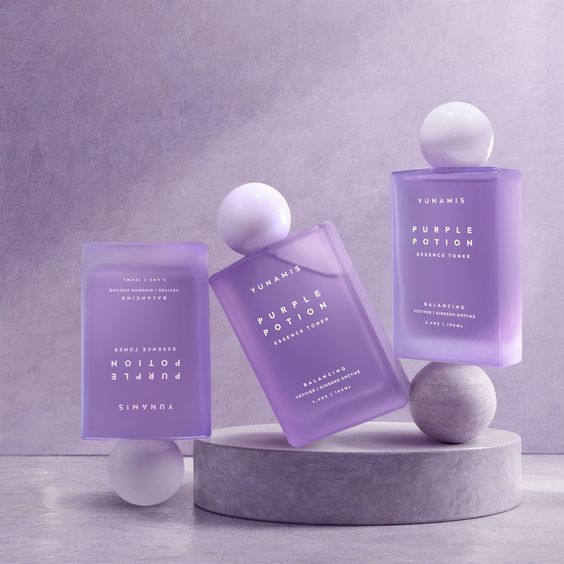 YUNAMIS
PURPLE
POTION
ESSENCE TONER
BALANCING
VETIVER | GINSENG ENZYME
3.4OZ | 100ML
YUNAMIS
PURPLE
POTION
ESSENCE TONER
BALANCING
VETIVER | GINSENG ENZYME
3.4OZ | 100ML
YUNAMIS
PURPLE
POTION
ESSENCE TONER
BALANCING
VETIVER | GINSENG ENZYME
3.4OZ | 100ML